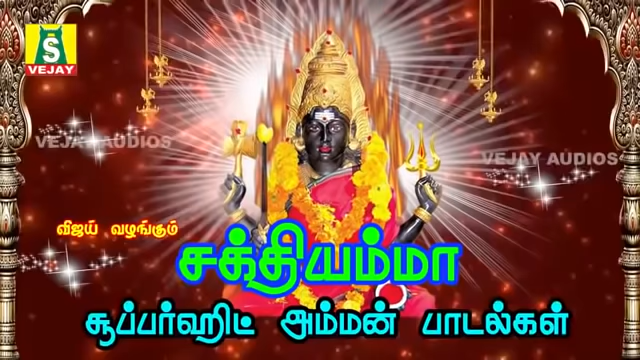 S
VEJAY
VEJAY AUDIOS
VEJAY AUDIOS
விஜய் வழங்கும்
சக்தியம்மா
சூப்பர்ஹிட் அம்மன் பாடல்கள்